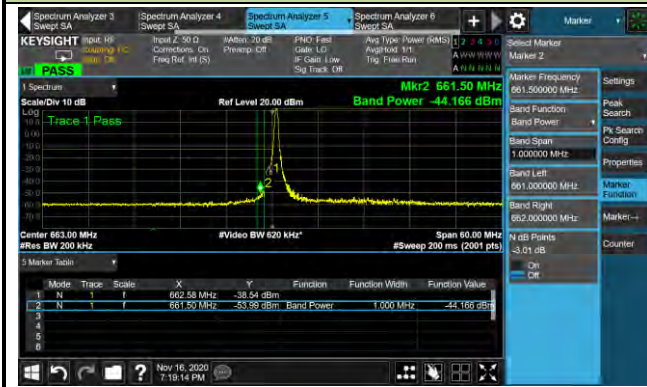 Spectrum Analyzer 3
Swept SA
Spectrum Analyzer 4
Swept SA
Spectrum Analyzer 5
Swept SA
Spectrum Analyzer 6
Swept SA
Marker
KEYSIGHT
Input: RF
PASS
Input Z: 50 Ω
Corrections: On
Freq Ref: Int (S)
#Atten: 20 dB
Preamp: Off
PNO: Fast
Gate: LO
IF Gain: Low
Sig Track: Off
Avg Type: Power (RMS)
Avg|Hold: 1/1
Trig: Free Run
1 2 3 4 5 6
A W W W W W
A N N N N N
1 Spectrum
Scale/Div 10 dB
Log
Trace 1 Pass
Ref Level 20.00 dBm
Mkr2 661.50 MHz
Band Power -44.166 dBm
1
2
Center 663.00 MHz
#Res BW 200 kHz
#Video BW 620 kHz*
Span 60.00 MHz
#Sweep 200 ms (2001 pts)
5 Marker Table
Mode Trace Scale X Y Function Function Width Function Value
1 N 1 f 662.58 MHz -38.54 dBm
2 N 1 f 661.50 MHz -53.99 dBm Band Power 1.000 MHz -44.166 dBm
3
4
5
6
Nov 16, 2020
7:19:14 PM
Select Marker
Marker 2
Marker Frequency
661.500000 MHz
Band Function
Band Power
Band Span
1.000000 MHz
Band Left
661.000000 MHz
Band Right
662.000000 MHz
N dB Points
-3.01 dB
On
Off
Settings
Peak
Search
Pk Search
Config
Properties
Marker
Function
Marker→
Counter